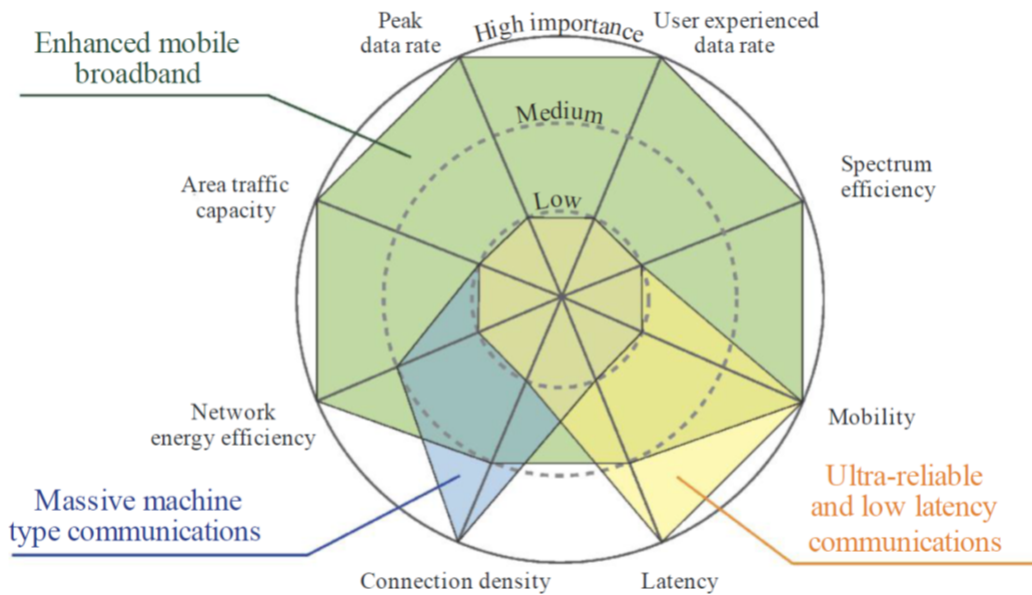 Peak
data rate
High importance
User experienced
data rate
Enhanced mobile
broadband
Medium
Area traffic
capacity
Spectrum
efficiency
Low
Network
energy efficiency
Mobility
Massive machine
type communications
Ultra-reliable
and low latency
communications
Connection density
Latency